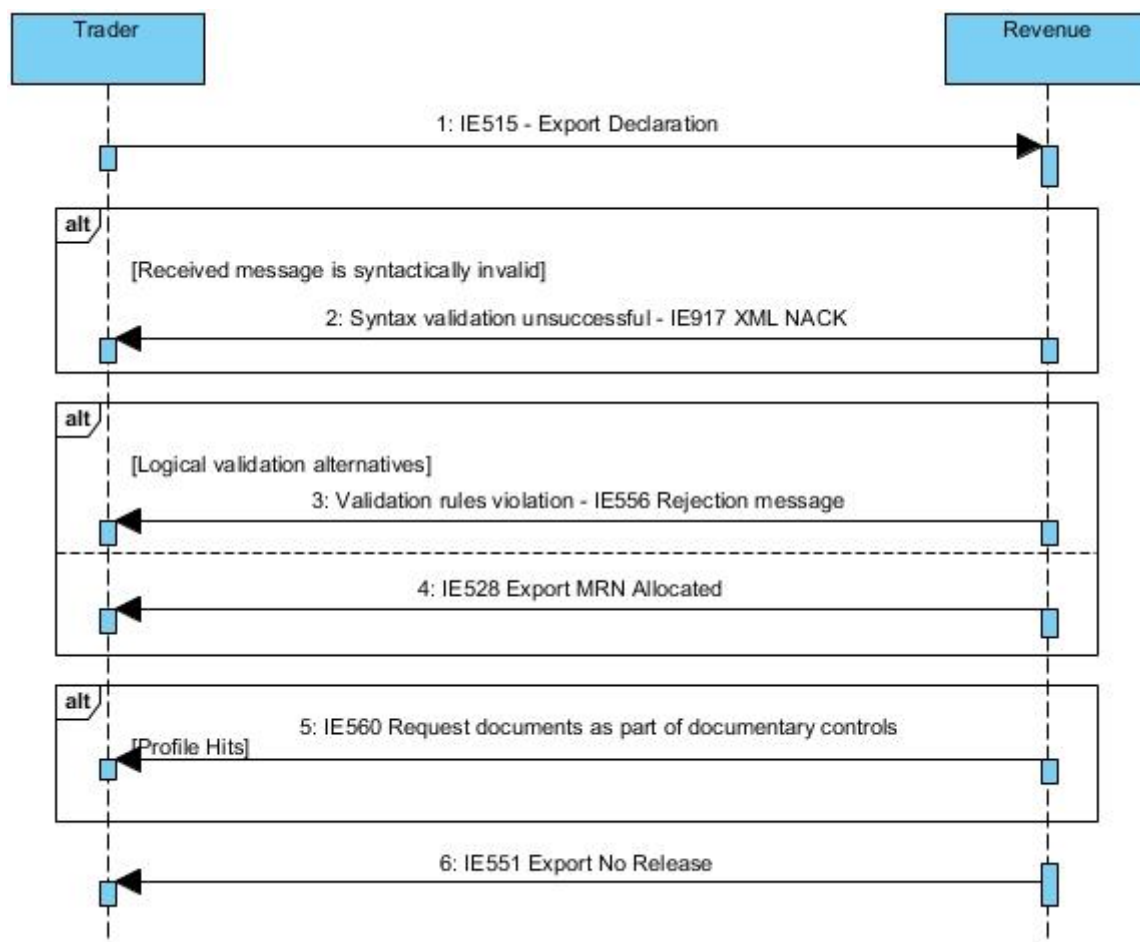 Trader
Revenue
1: IE515 - Export Declaration
alt
[Received message is syntactically invalid]
2: Syntax validation unsuccessful - IE917 XML NACK
alt
[Logical validation alternatives]
3: Validation rules violation - IE556 Rejection message
4: IE528 Export MRN Allocated
alt
5: IE560 Request documents as part of documentary controls
[Profile Hits]
6: IE551 Export No Release